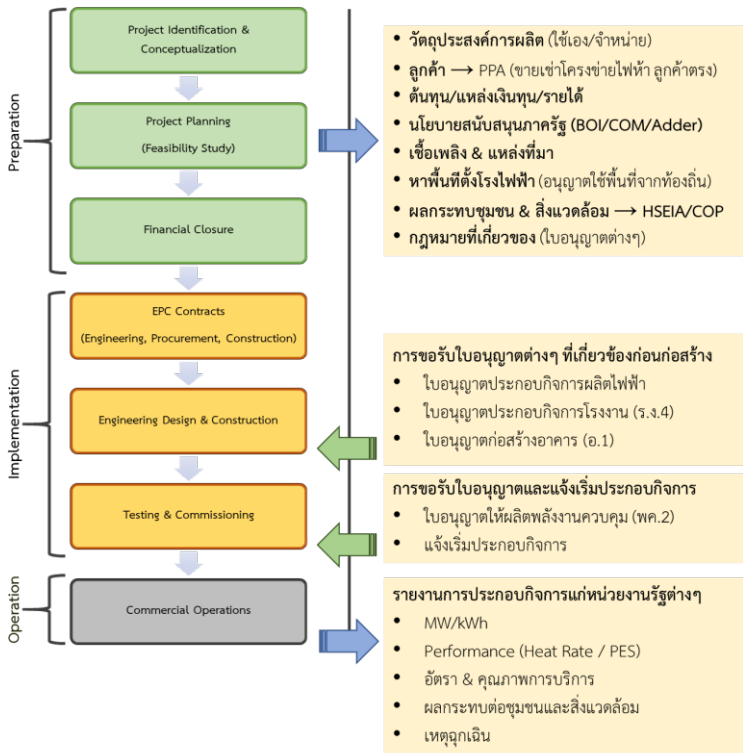 Preparation
Project Identification &
Conceptualization
Project Planning
(Feasibility Study)
Financial Closure
• วัตถุประสงค์การผลิต (ใช้เอง/จำหน่าย)
• ลูกค้า → PPA (ขายเช่าโครงข่ายไฟฟ้า ลูกค้าตรง)
• ต้นทุน/แหล่งเงินทุน/รายได้
• นโยบายสนับสนุนภาครัฐ (BOI/COM/Adder)
• เชื้อเพลิง & แหล่งที่มา
• หาพื้นที่ตั้งโรงไฟฟ้า (อนุญาตใช้พื้นที่จากท้องถิ่น)
• ผลกระทบชุมชน & สิ่งแวดล้อม → HSEIA/COP
• กฎหมายที่เกี่ยวของ (ใบอนุญาตต่างๆ)
Implementation
EPC Contracts
(Engineering, Procurement, Construction)
Engineering Design & Construction
Testing & Commissioning
การขอรับใบอนุญาตต่างๆ ที่เกี่ยวข้องก่อนก่อสร้าง
• ใบอนุญาตประกอบกิจการผลิตไฟฟ้า
• ใบอนุญาตประกอบกิจการโรงงาน (ร.ง.4)
• ใบอนุญาตก่อสร้างอาคาร (อ.1)
การขอรับใบอนุญาตและแจ้งเริ่มประกอบกิจการ
• ใบอนุญาตให้ผลิตพลังงานควบคุม (พค.2)
• แจ้งเริ่มประกอบกิจการ
Operation
Commercial Operations
รายงานการประกอบกิจการแก่หน่วยงานรัฐต่างๆ
• MW/kWh
• Performance (Heat Rate / PES)
• อัตรา & คุณภาพการบริการ
• ผลกระทบต่อชุมชนและสิ่งแวดล้อม
• เหตุฉุกเฉิน